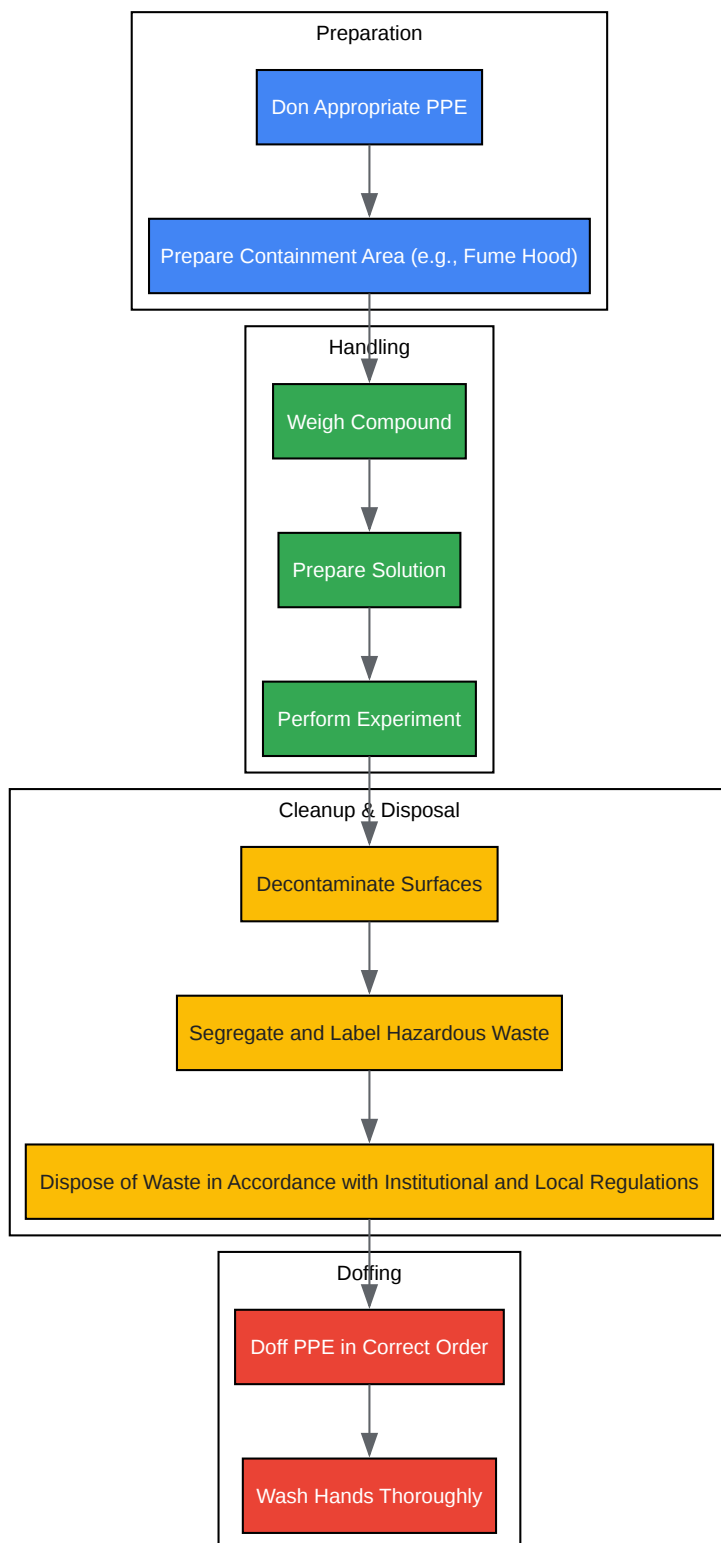 Preparation
Don Appropriate PPE
Prepare Containment Area (e.g., Fume Hood)
Handling
Weigh Compound
Prepare Solution
Perform Experiment
Cleanup & Disposal
Decontaminate Surfaces
Segregate and Label Hazardous Waste
Dispose of Waste in Accordance with Institutional and Local Regulations
Doffing
Doff PPE in Correct Order
Wash Hands Thoroughly